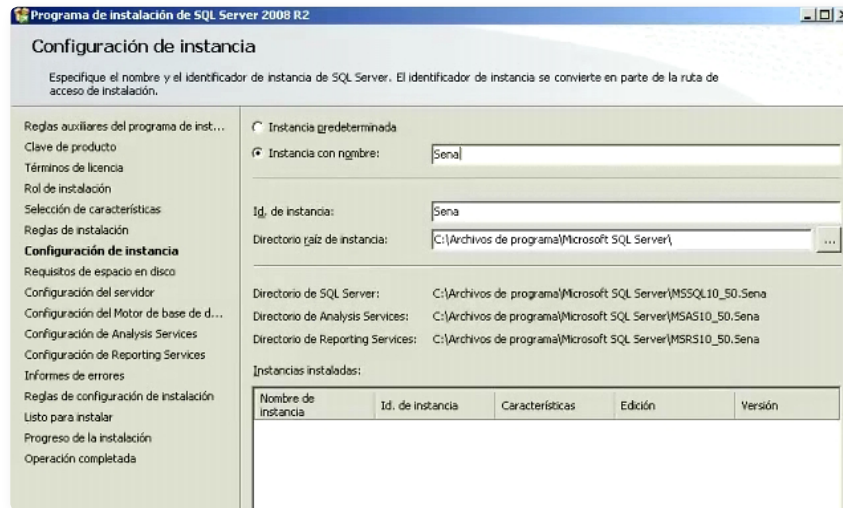 Programa de instalación de SQL Server 2008 R2
Configuración de instancia
Especifique el nombre y el identificador de instancia de SQL Server. El identificador de instancia se convierte en parte de la ruta de
acceso de instalación.
Reglas auxiliares del programa de inst...
Clave de producto
Términos de licencia
Rol de instalación
Selección de características
Reglas de instalación
Configuración de instancia
Requisitos de espacio en disco
Configuración del servidor
Configuración del Motor de base de d...
Configuración de Analysis Services
Configuración de Reporting Services
Informes de errores
Reglas de configuración de instalación
Listo para instalar
Progreso de la instalación
Operación completada
Instancia predeterminada
Instancia con nombre: Sena
Id. de instancia: Sena
Directorio raíz de instancia: C:\Archivos de programa\Microsoft SQL Server\ ...
Directorio de SQL Server: C:\Archivos de programa\Microsoft SQL Server\MSSQL10_50.Sena
Directorio de Analysis Services: C:\Archivos de programa\Microsoft SQL Server\MSAS10_50.Sena
Directorio de Reporting Services: C:\Archivos de programa\Microsoft SQL Server\MSRS10_50.Sena
Instancias instaladas:
Nombre de instancia Id. de instancia Características Edición Versión